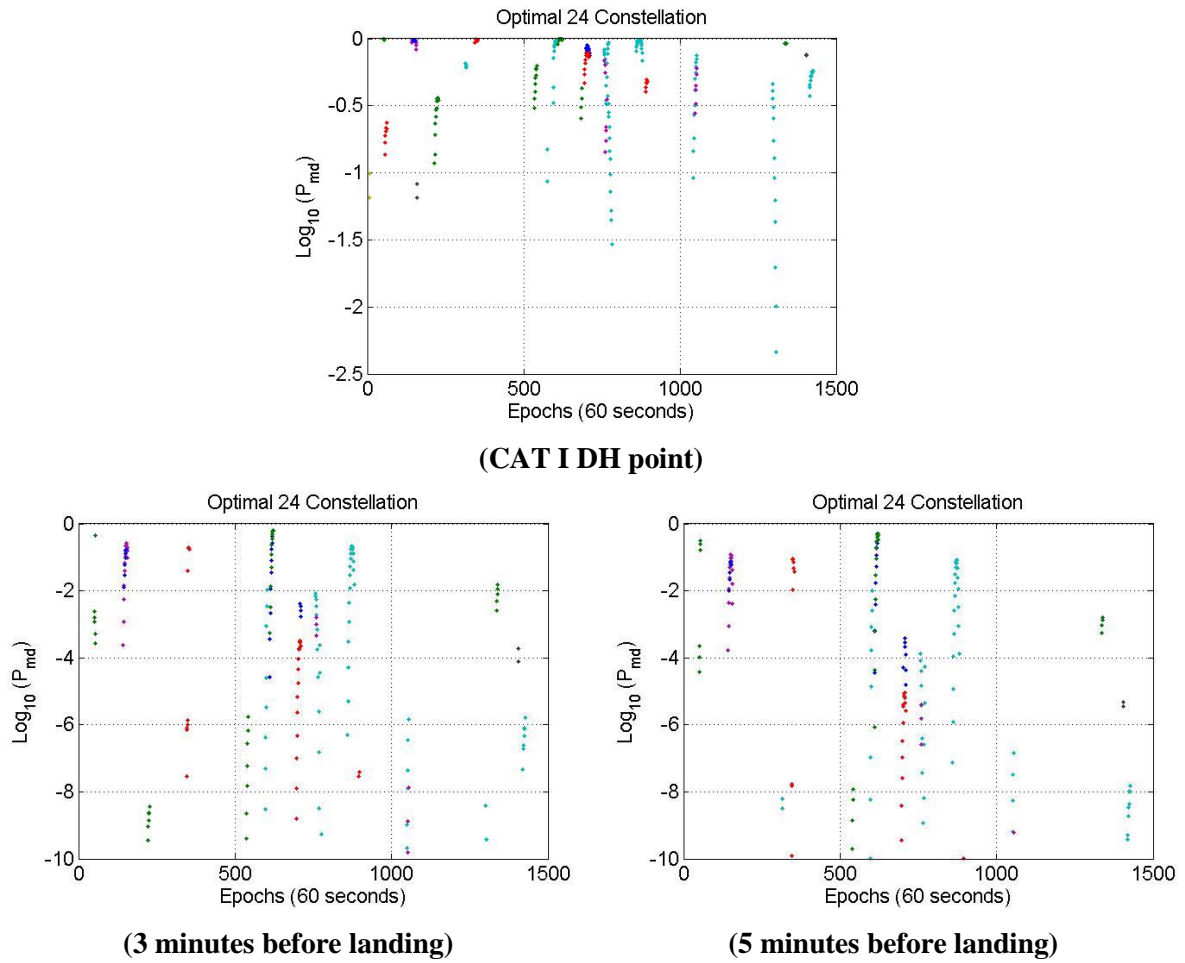 Optimal 24 Constellation
0
-0.5
-1
-1.5
-2
-2.5
Log10 (Pmd)
0 500 1000 1500
Epochs (60 seconds)
(CAT I DH point)
Optimal 24 Constellation
0
-2
-4
-6
-8
-10
Log10 (Pmd)
0 500 1000 1500
Epochs (60 seconds)
(3 minutes before landing)
Optimal 24 Constellation
0
-2
-4
-6
-8
-10
Log10 (Pmd)
0 500 1000 1500
Epochs (60 seconds)
(5 minutes before landing)